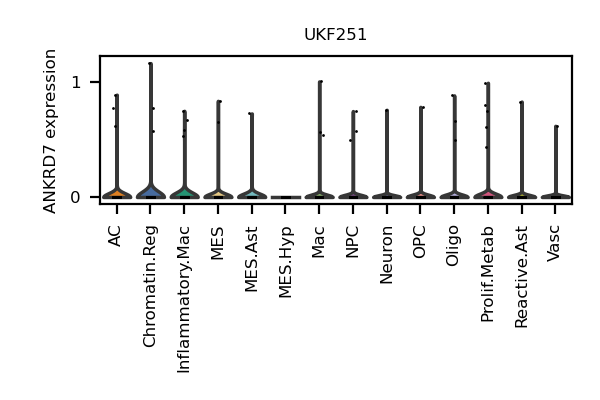 UKF251
ANKRD7 expression
1
0
AC
Chromatin.Reg
Inflammatory.Mac
MES
MES.Ast
MES.Hyp
Mac
NPC
Neuron
OPC
Oligo
Prolif.Metab
Reactive.Ast
Vasc